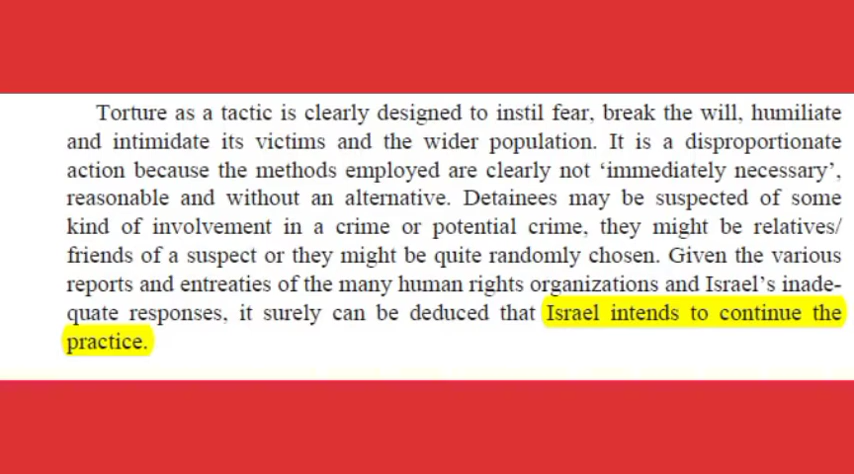 Torture as a tactic is clearly designed to instil fear, break the will, humiliate
and intimidate its victims and the wider population. It is a disproportionate
action because the methods employed are clearly not ‘immediately necessary’,
reasonable and without an alternative. Detainees may be suspected of some
kind of involvement in a crime or potential crime, they might be relatives/
friends of a suspect or they might be quite randomly chosen. Given the various
reports and entreaties of the many human rights organizations and Israel’s inade-
quate responses, it surely can be deduced that Israel intends to continue the
practice.